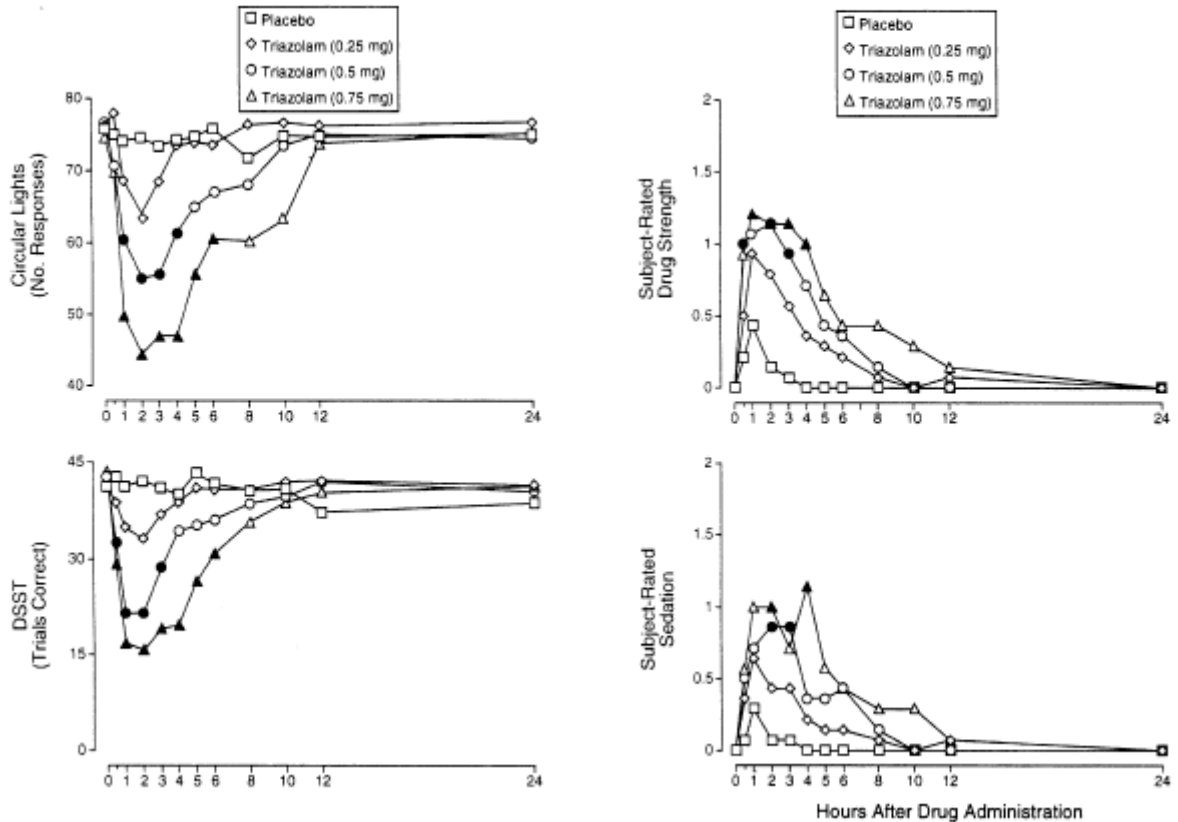 Placebo
Triazolam (0.25 mg)
Triazolam (0.5 mg)
Triazolam (0.75 mg)
80
70
60
50
40
Circular Lights
(No. Responses)
0 1 2 3 4 5 6 8 10 12 24
Placebo
Triazolam (0.25 mg)
Triazolam (0.5 mg)
Triazolam (0.75 mg)
2
1.5
1
0.5
0
Subject-Rated
Drug Strength
0 1 2 3 4 5 6 8 10 12 24
45
30
15
0
DSST
(Trials Correct)
0 1 2 3 4 5 6 8 10 12 24
2
1.5
1
0.5
0
Subject-Rated
Sedation
0 1 2 3 4 5 6 8 10 12 24
Hours After Drug Administration